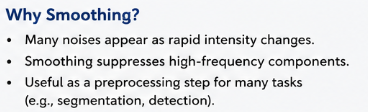 Why Smoothing?
• Many noises appear as rapid intensity changes.
• Smoothing suppresses high-frequency components.
• Useful as a preprocessing step for many tasks
(e.g., segmentation, detection).